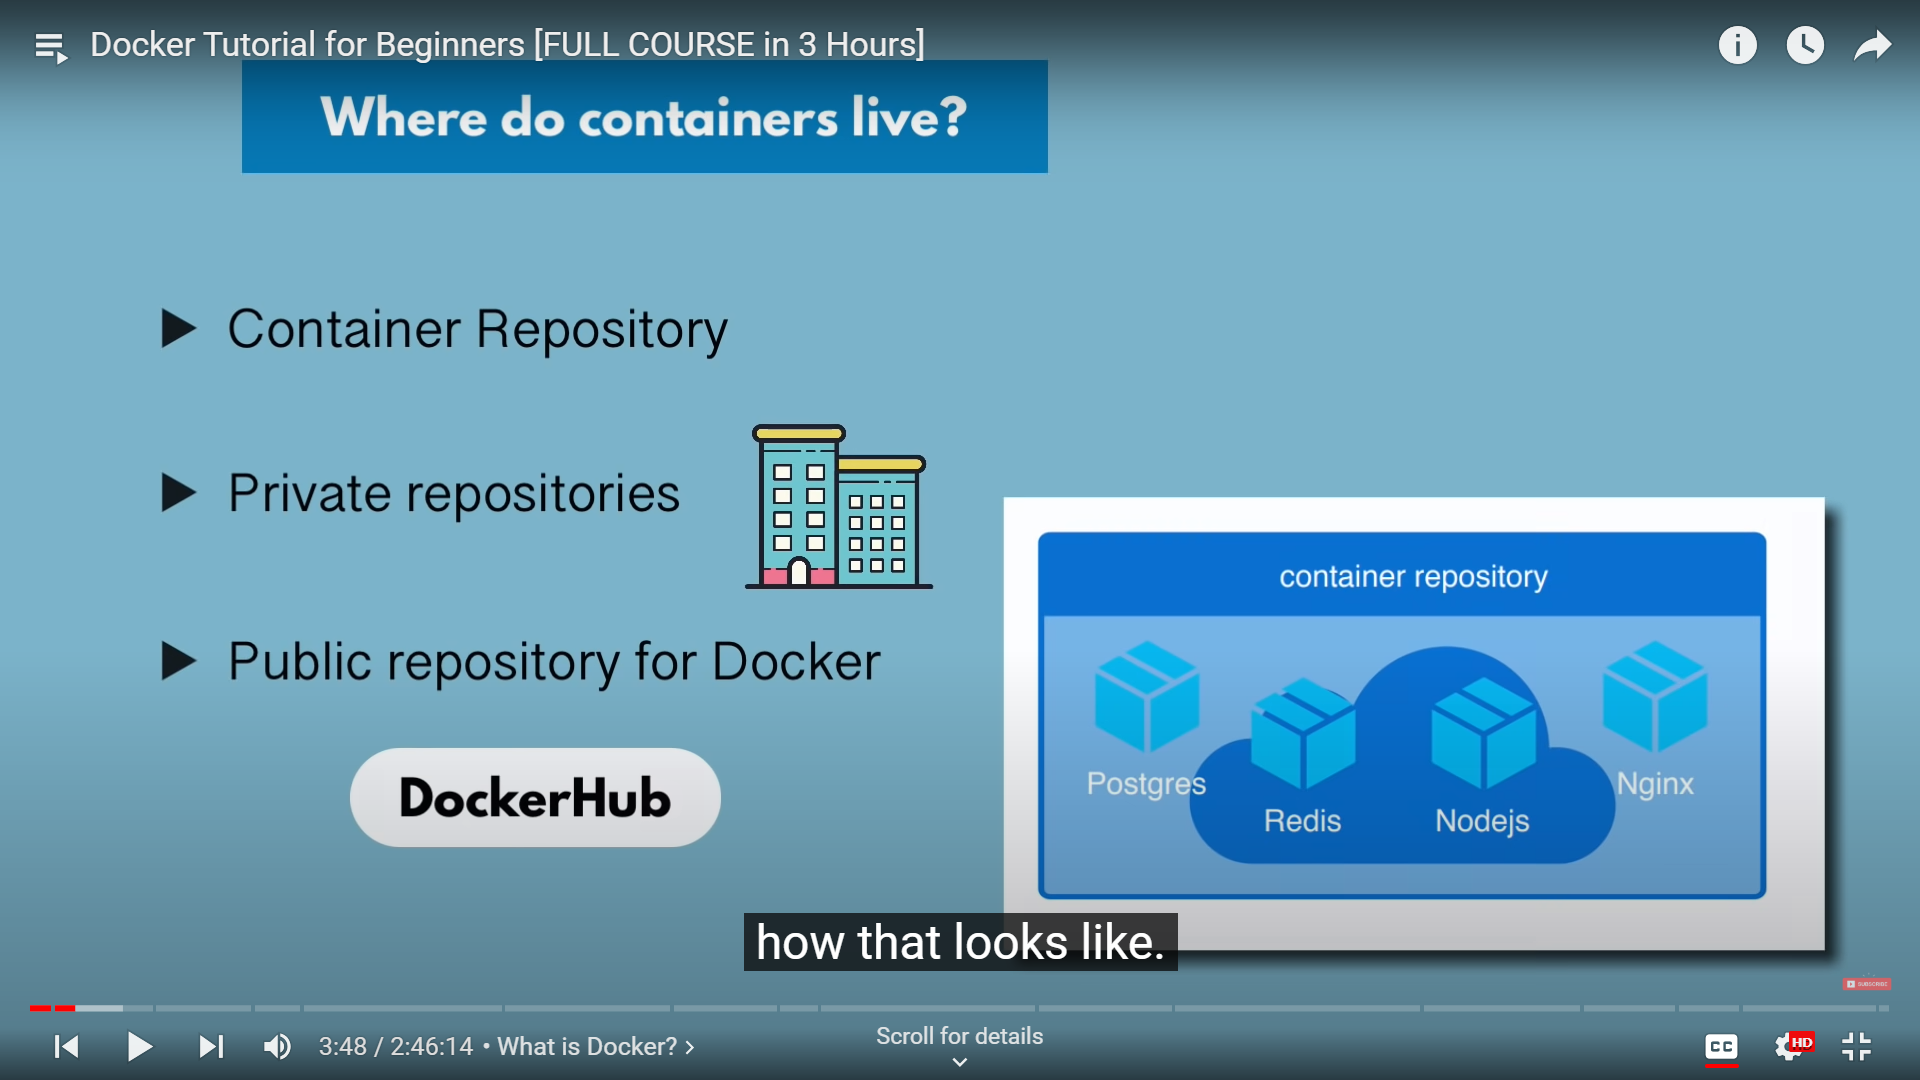 Docker Tutorial for Beginners [FULL COURSE in 3 Hours]
Where do containers live?
Container Repository
Private repositories
Public repository for Docker
DockerHub
container repository
Postgres
Redis
Nodejs
Nginx
how that looks like.
SUBSCRIBE
3:48 / 2:46:14 • What is Docker?
Scroll for details
CC
HD